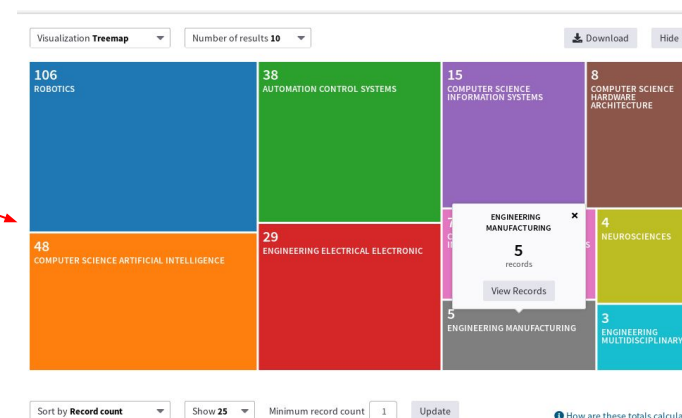 Visualization Treemap
Number of results 10
Download
Hide
106
ROBOTICS
38
AUTOMATION CONTROL SYSTEMS
15
COMPUTER SCIENCE
INFORMATION SYSTEMS
8
COMPUTER SCIENCE
HARDWARE
ARCHITECTURE
48
COMPUTER SCIENCE ARTIFICIAL INTELLIGENCE
29
ENGINEERING ELECTRICAL ELECTRONIC
7
ENGINEERING
MANUFACTURING
5
records
View Records
4
NEUROSCIENCES
5
ENGINEERING MANUFACTURING
3
ENGINEERING
MULTIDISCIPLINARY
Sort by Record count
Show 25
Minimum record count 1
Update
How are these totals